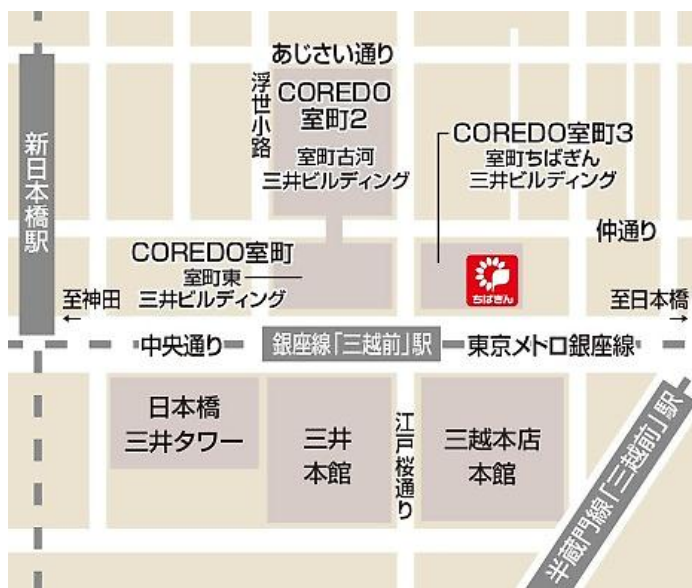 あじさい通り
浮世小路
COREDO
室町2
室町古河
三井ビルディング
COREDO室町3
室町ちばぎん
三井ビルディング
新日本橋駅
仲通り
COREDO室町
室町東
三井ビルディング
ちばぎん
至神田
←
至日本橋
→
中央通り
銀座線「三越前」駅
東京メトロ銀座線
日本橋
三井タワー
三井
本館
江戸桜通り
三越本店
本館
半蔵門線「三越前」駅